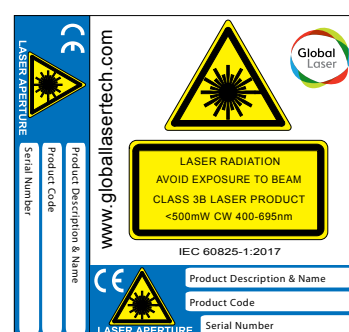 CE
LASER APERTURE
Product Description & Name
Product Code
Serial Number
www.globallasertech.com
Global
Laser
LASER RADIATION
AVOID EXPOSURE TO BEAM
CLASS 3B LASER PRODUCT
<500mW CW 400-695nm
IEC 60825-1:2017
CE
LASER APERTURE
Product Description & Name
Product Code
Serial Number